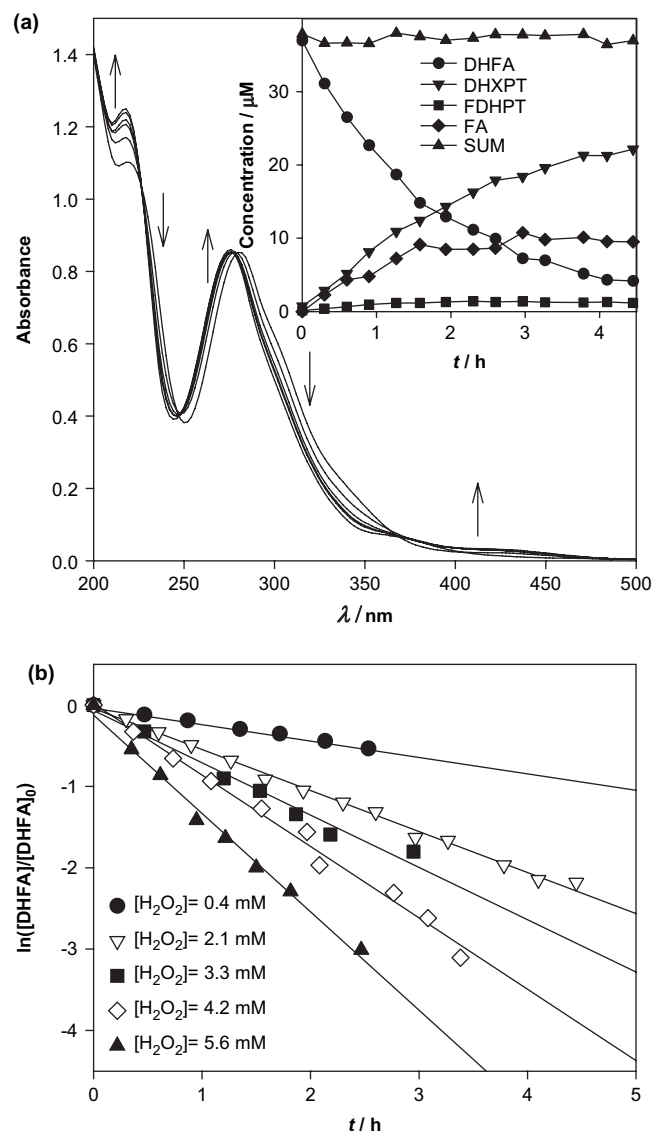 (a)
1.4
1.2
1.0
0.8
0.6
0.4
0.2
0.0
Absorbance
200
250
300
350
400
450
500
λ / nm
30
20
10
0
Concentration / μM
DHFA
DHXPT
FDHPT
FA
SUM
0
1
2
3
4
t / h
(b)
0
-1
-2
-3
-4
ln([DHFA]/[DHFA]₀)
[H₂O₂]= 0.4 mM
[H₂O₂]= 2.1 mM
[H₂O₂]= 3.3 mM
[H₂O₂]= 4.2 mM
[H₂O₂]= 5.6 mM
0
1
2
3
4
5
t / h